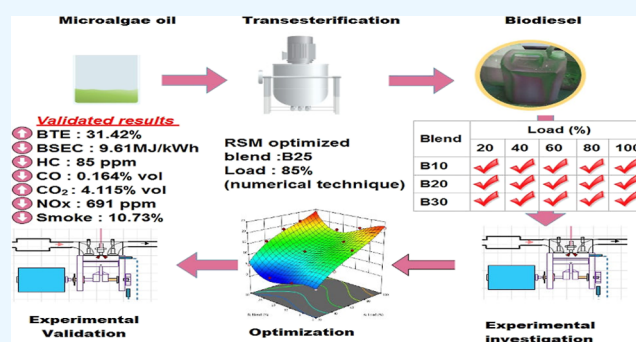 Microalgae oil
Transesterification
Biodiesel
Validated results
BTE : 31.42%
BSEC : 9.61MJ/kWh
HC : 85 ppm
CO : 0.164% vol
CO₂ : 4.115% vol
NOx : 691 ppm
Smoke : 10.73%
RSM optimized
blend :B25
Load : 85%
(numerical technique)
Blend
Load (%)
20 40 60 80 100
B10
B20
B30
Experimental
Validation
Optimization
Experimental
investigation